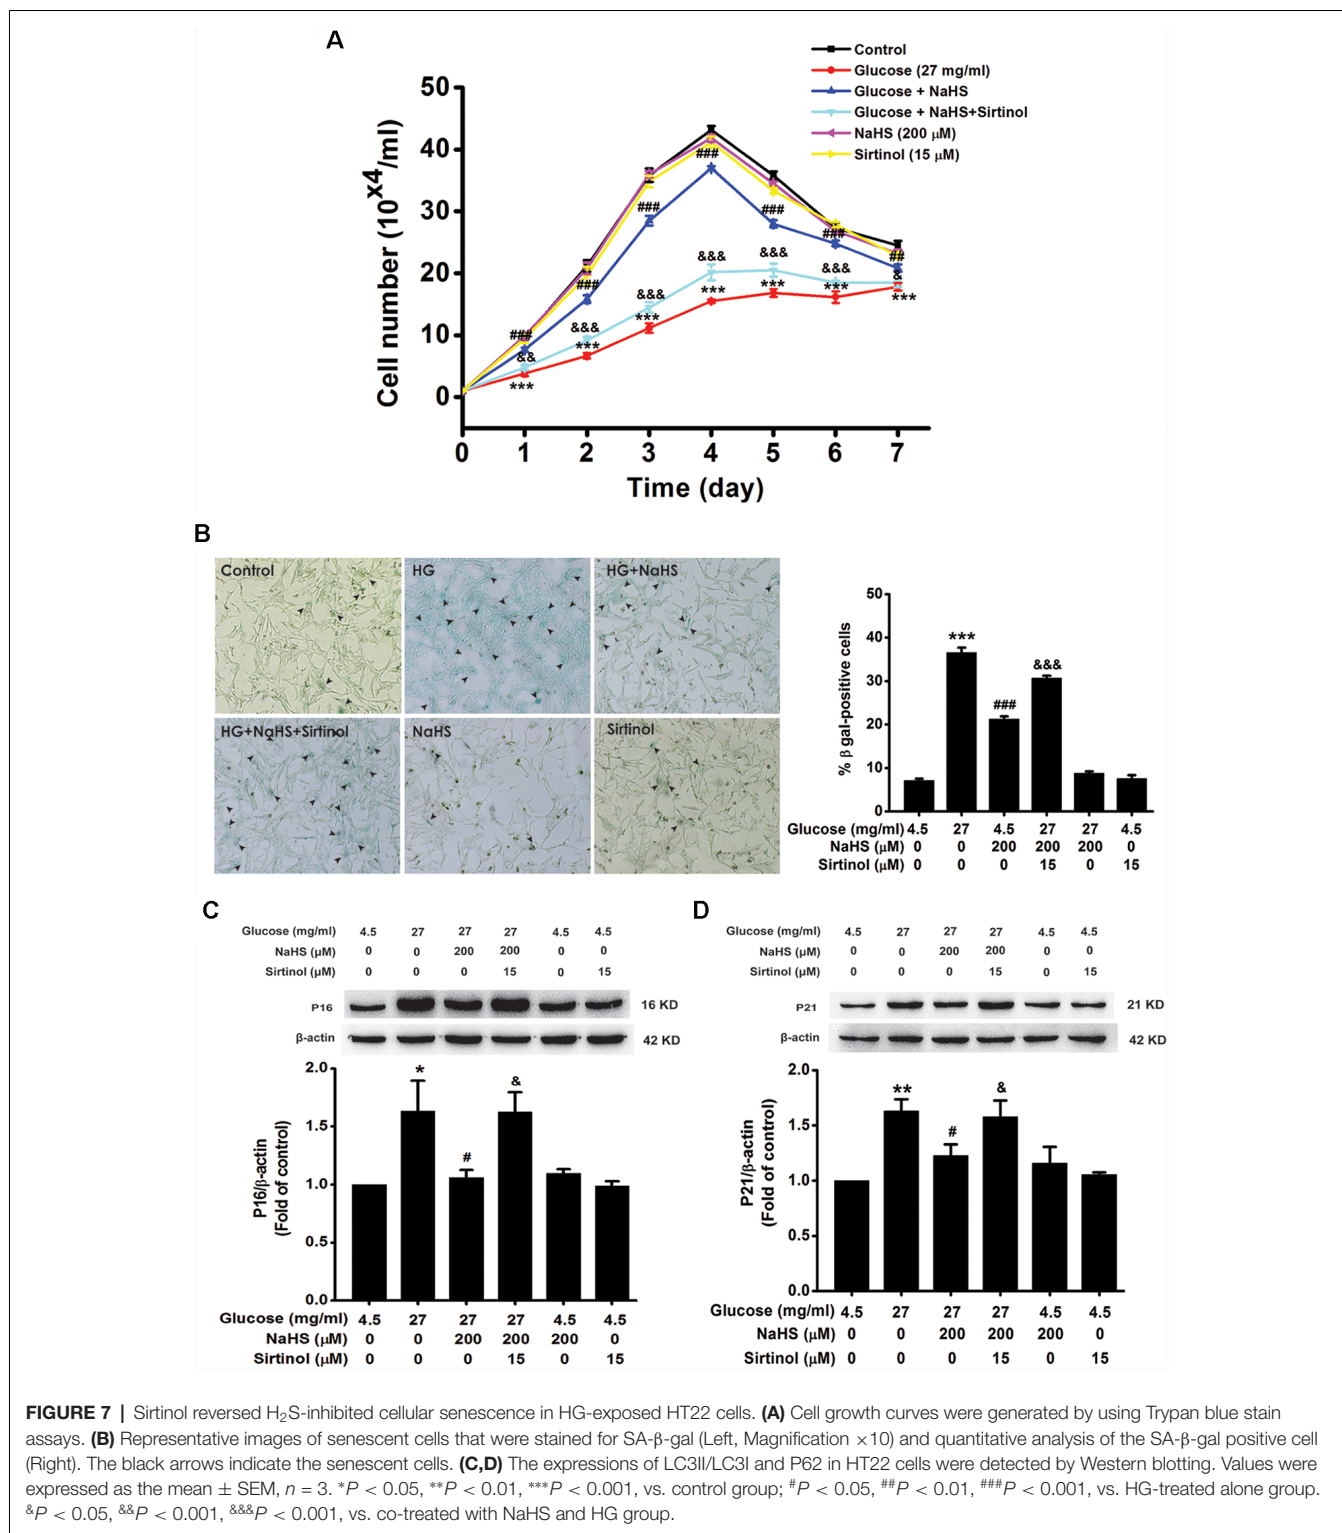 A
Control
Glucose (27 mg/ml)
Glucose + NaHS
Glucose + NaHS+Sirtinol
NaHS (200 μM)
Sirtinol (15 μM)
Cell number (10^x4/ml)
50
40
30
20
10
0
### ### ### ### ### ### ##
&& &&& &&& &&& &&& &&& &
*** *** *** *** *** *** ***
0 1 2 3 4 5 6 7
Time (day)
B
Control
HG
HG+NaHS
HG+NaHS+Sirtinol
NaHS
Sirtinol
% β gal-positive cells
50
40
30
20
10
0
*** ### &&&
Glucose (mg/ml) 4.5 27 4.5 27 27 4.5
NaHS (μM) 0 0 200 200 200 0
Sirtinol (μM) 0 0 0 15 0 15
C
Glucose (mg/ml) 4.5 27 27 27 4.5 4.5
NaHS (μM) 0 0 200 200 0 0
Sirtinol (μM) 0 0 0 15 0 15
P16 16 KD
β-actin 42 KD
P16/β-actin
(Fold of control)
2.0
1.5
1.0
0.5
0.0
* # &
Glucose (mg/ml) 4.5 27 27 27 4.5 4.5
NaHS (μM) 0 0 200 200 200 0
Sirtinol (μM) 0 0 0 15 0 15
D
Glucose (mg/ml) 4.5 27 27 27 4.5 4.5
NaHS (μM) 0 0 200 200 0 0
Sirtinol (μM) 0 0 0 15 0 15
P21 21 KD
β-actin 42 KD
P21/β-actin
(Fold of control)
2.0
1.5
1.0
0.5
0.0
** # &
Glucose (mg/ml) 4.5 27 27 27 4.5 4.5
NaHS (μM) 0 0 200 200 200 0
Sirtinol (μM) 0 0 0 15 0 15
FIGURE 7 | Sirtinol reversed H₂S-inhibited cellular senescence in HG-exposed HT22 cells. (A) Cell growth curves were generated by using Trypan blue stain
assays. (B) Representative images of senescent cells that were stained for SA-β-gal (Left, Magnification ×10) and quantitative analysis of the SA-β-gal positive cell
(Right). The black arrows indicate the senescent cells. (C,D) The expressions of LC3II/LC3I and P62 in HT22 cells were detected by Western blotting. Values were
expressed as the mean ± SEM, n = 3. *P < 0.05, **P < 0.01, ***P < 0.001, vs. control group; #P < 0.05, ##P < 0.01, ###P < 0.001, vs. HG-treated alone group.
&P < 0.05, &&P < 0.001, &&&P < 0.001, vs. co-treated with NaHS and HG group.